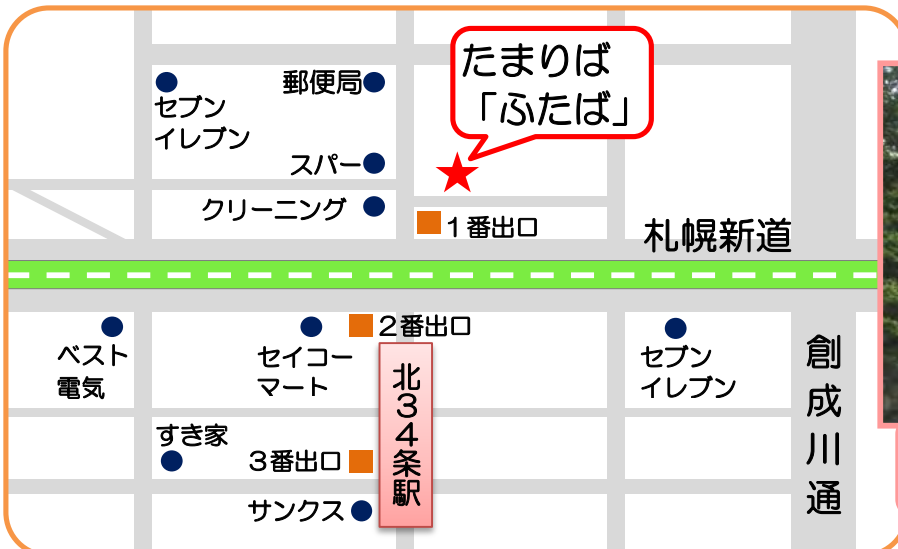 たまりば
「ふたば」
郵便局
セブン
イレブン
スパー
クリーニング
１番出口
札幌新道
２番出口
ベスト
電気
セイコー
マート
セブン
イレブン
創成川通
北３４条駅
すき家
３番出口
サンクス